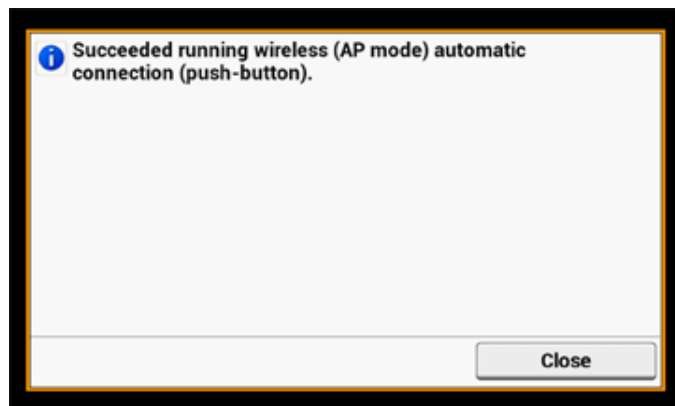 Succeeded running wireless (AP mode) automatic
connection (push-button).
Close